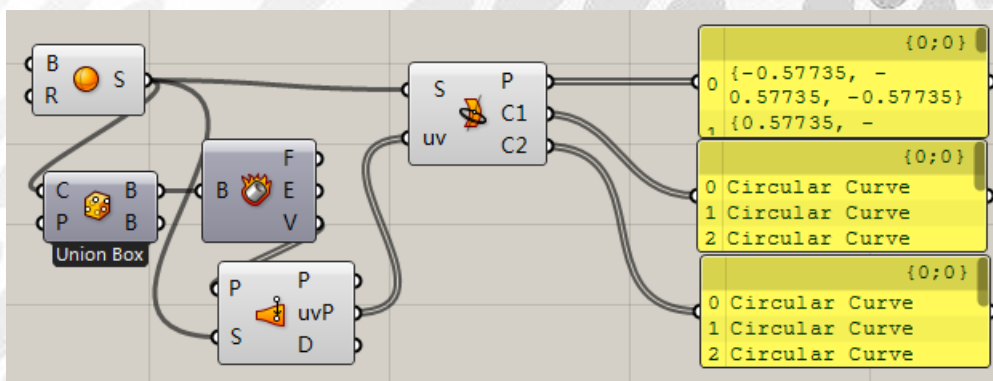 B
R
S
C
P
B
B
Union Box
B
F
E
V
P
S
P
uvP
D
S
uv
P
C1
C2
{0;0}
0 {-0.57735, -
0.57735, -0.57735}
1 {0.57735, -
{0;0}
0 Circular Curve
1 Circular Curve
2 Circular Curve
{0;0}
0 Circular Curve
1 Circular Curve
2 Circular Curve